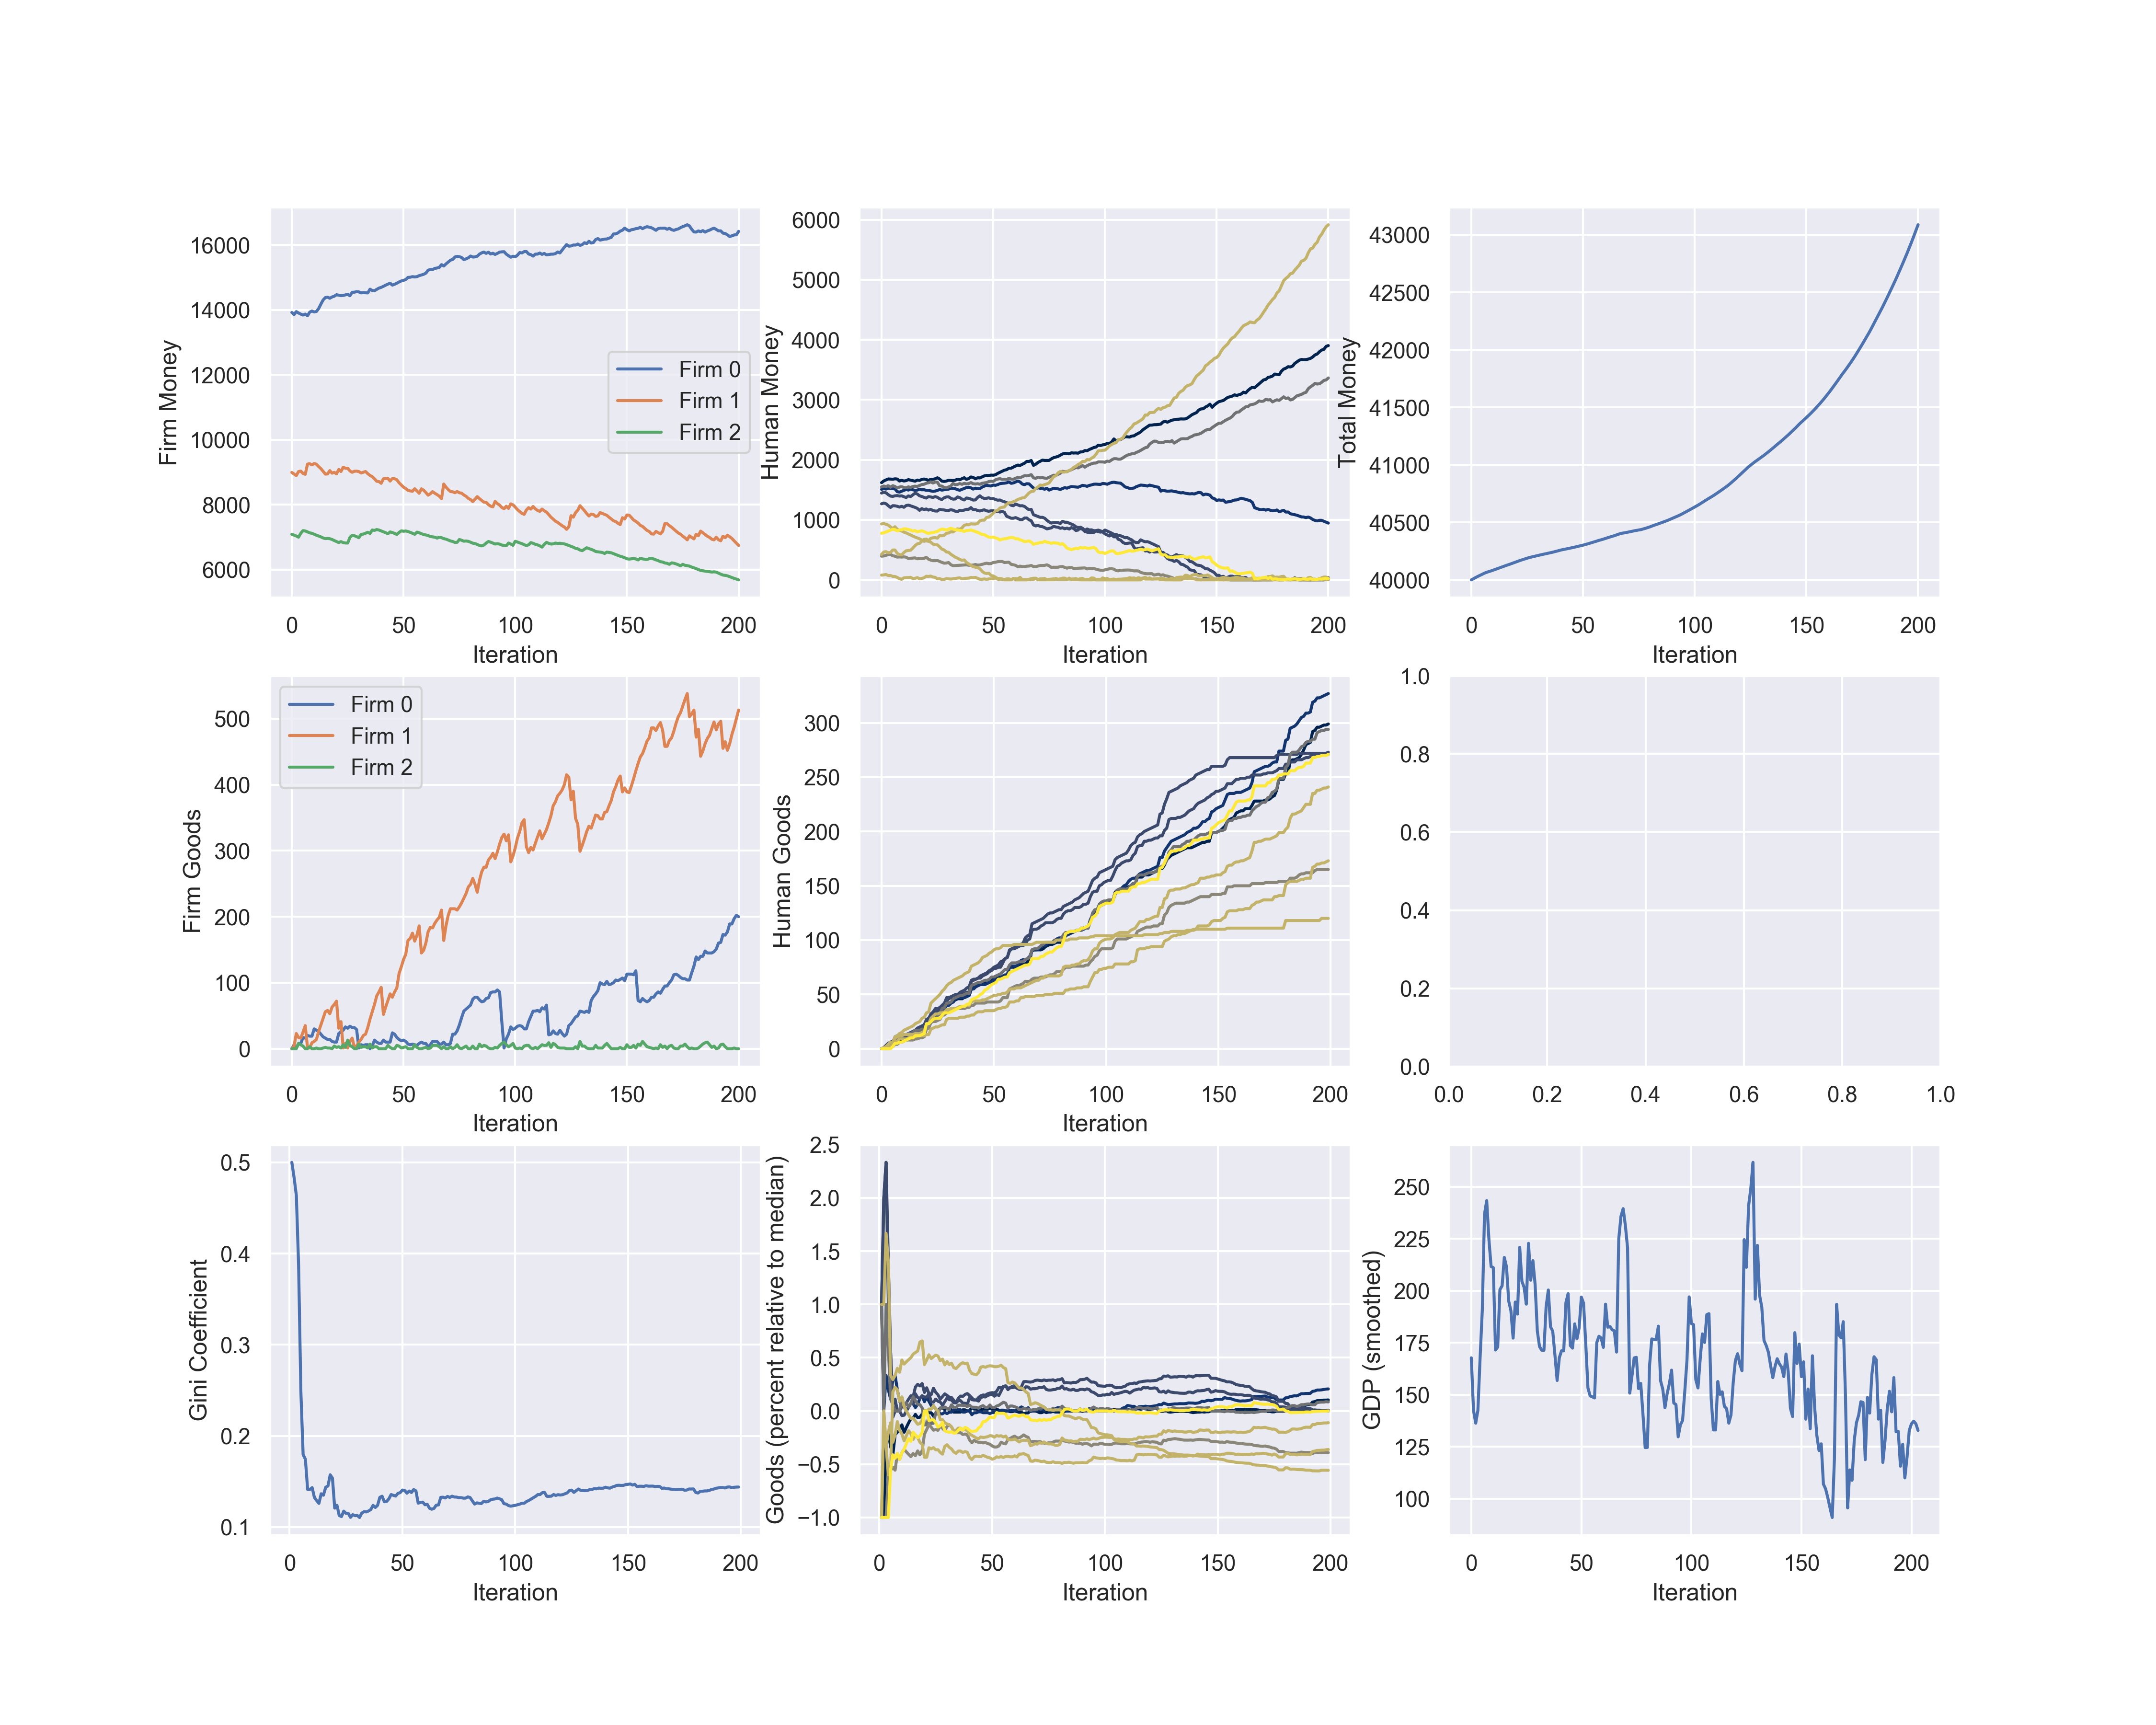 Firm Money
16000
14000
12000
10000
8000
6000
Firm 0
Firm 1
Firm 2
0 50 100 150 200
Iteration
Human Money
6000
5000
4000
3000
2000
1000
0
0 50 100 150 200
Iteration
Total Money
43000
42500
42000
41500
41000
40500
40000
0 50 100 150 200
Iteration
Firm Goods
500
400
300
200
100
0
Firm 0
Firm 1
Firm 2
0 50 100 150 200
Iteration
Human Goods
300
250
200
150
100
50
0
0 50 100 150 200
Iteration
1.0
0.8
0.6
0.4
0.2
0.0
0.0 0.2 0.4 0.6 0.8 1.0
Gini Coefficient
0.5
0.4
0.3
0.2
0.1
0 50 100 150 200
Iteration
Goods (percent relative to median)
2.5
2.0
1.5
1.0
0.5
0.0
−0.5
−1.0
0 50 100 150 200
Iteration
GDP (smoothed)
250
225
200
175
150
125
100
0 50 100 150 200
Iteration